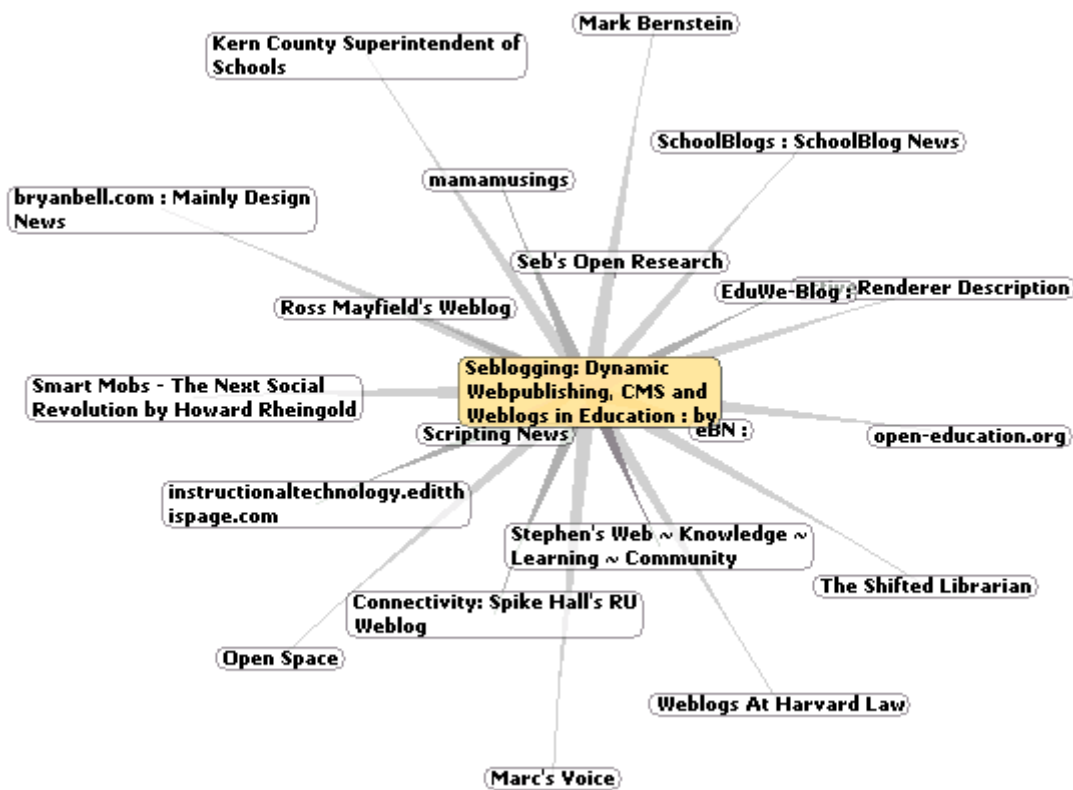 Mark Bernstein
Kern County Superintendent of
Schools
SchoolBlogs : SchoolBlog News
mamamusings
bryanbell.com : Mainly Design
News
Seb's Open Research
EduWe-Blog :
Renderer Description
Ross Mayfield's Weblog
Seblogging: Dynamic
Webpublishing, CMS and
Weblogs in Education : by
Smart Mobs - The Next Social
Revolution by Howard Rheingold
Scripting News
eBN :
open-education.org
instructionaltechnology.editth
ispage.com
Stephen's Web ~ Knowledge ~
Learning ~ Community
The Shifted Librarian
Connectivity: Spike Hall's RU
Weblog
Open Space
Weblogs At Harvard Law
Marc's Voice